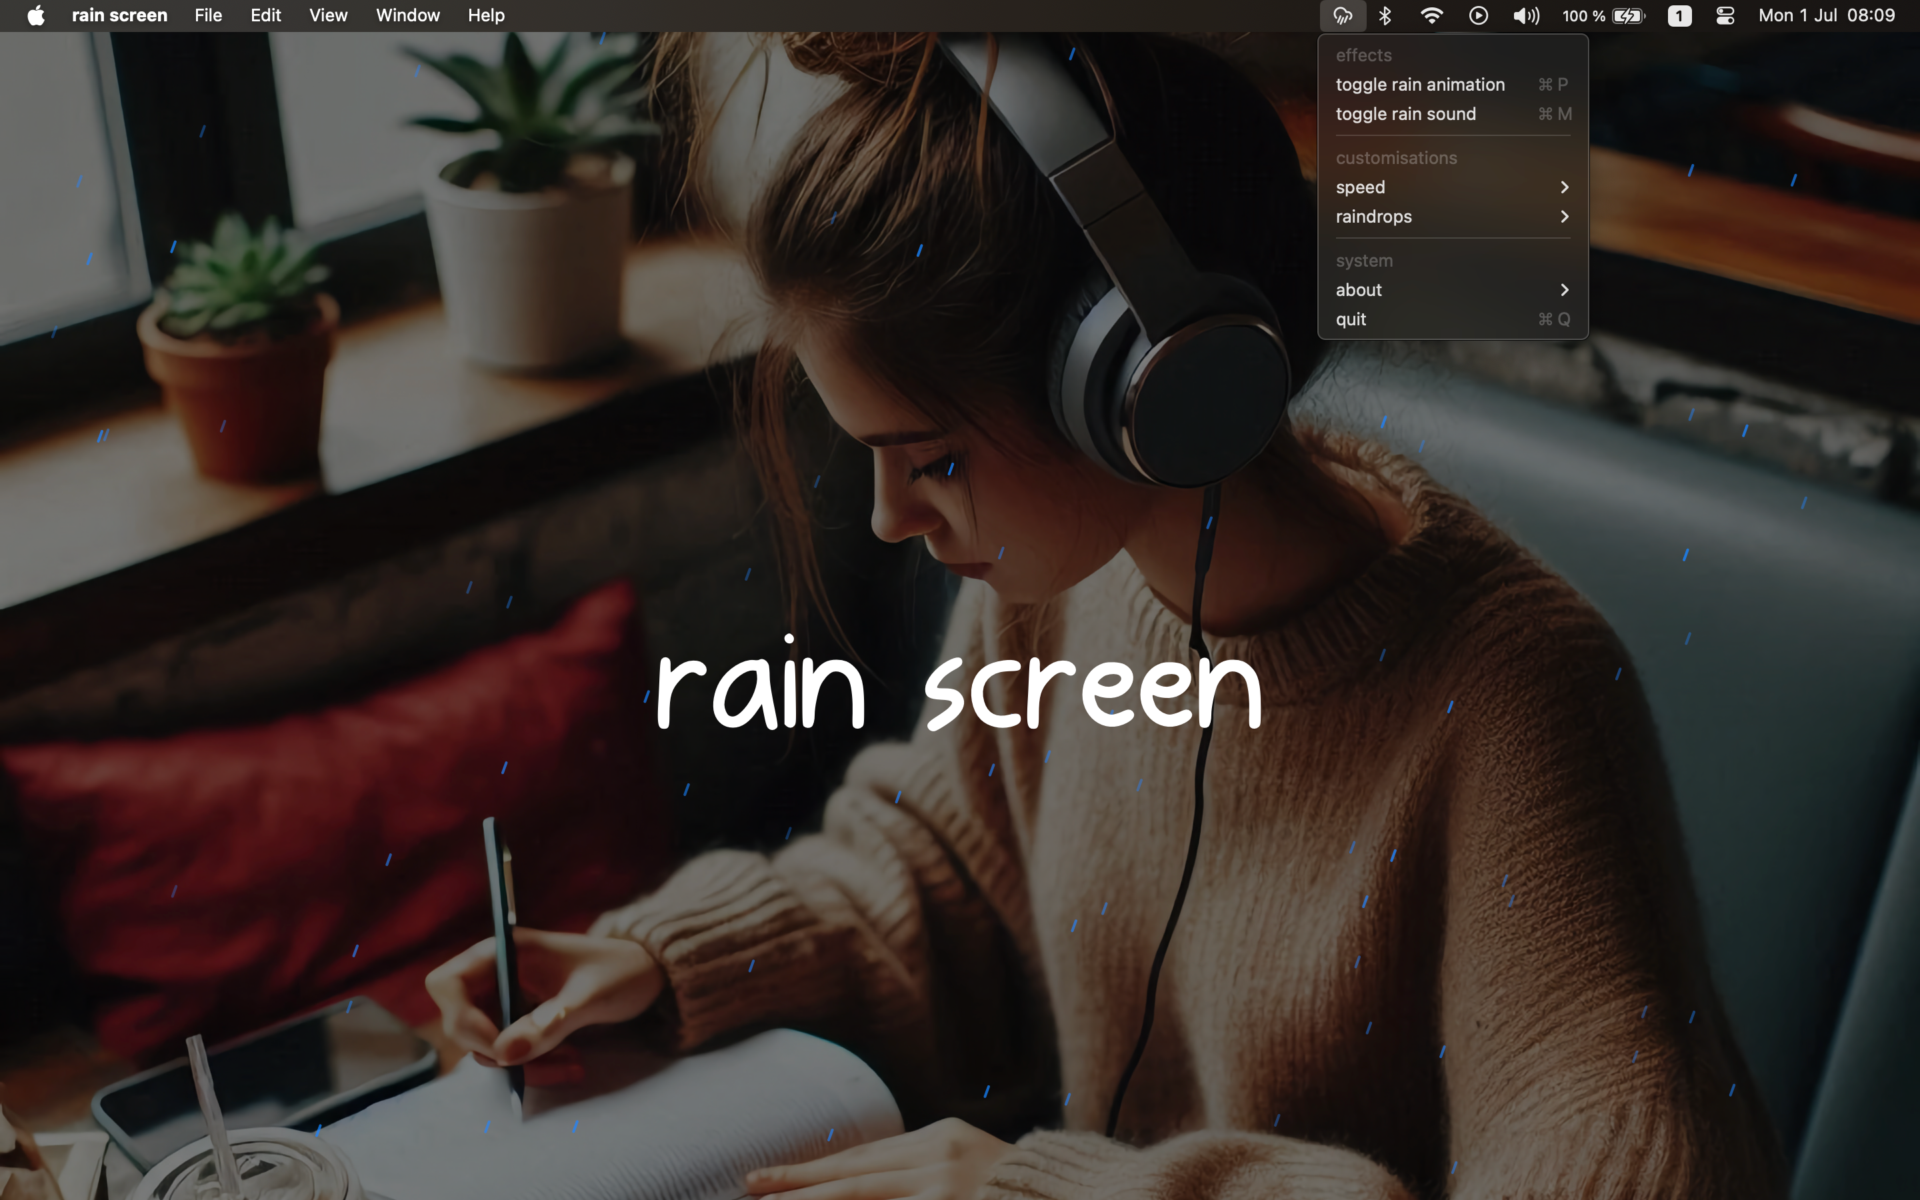 rain screen File Edit View Window Help 100 % 1 Mon 1 Jul 08:09
effects
toggle rain animation ⌘ P
toggle rain sound ⌘ M
customisations
speed
raindrops
system
about
quit ⌘ Q
rain screen